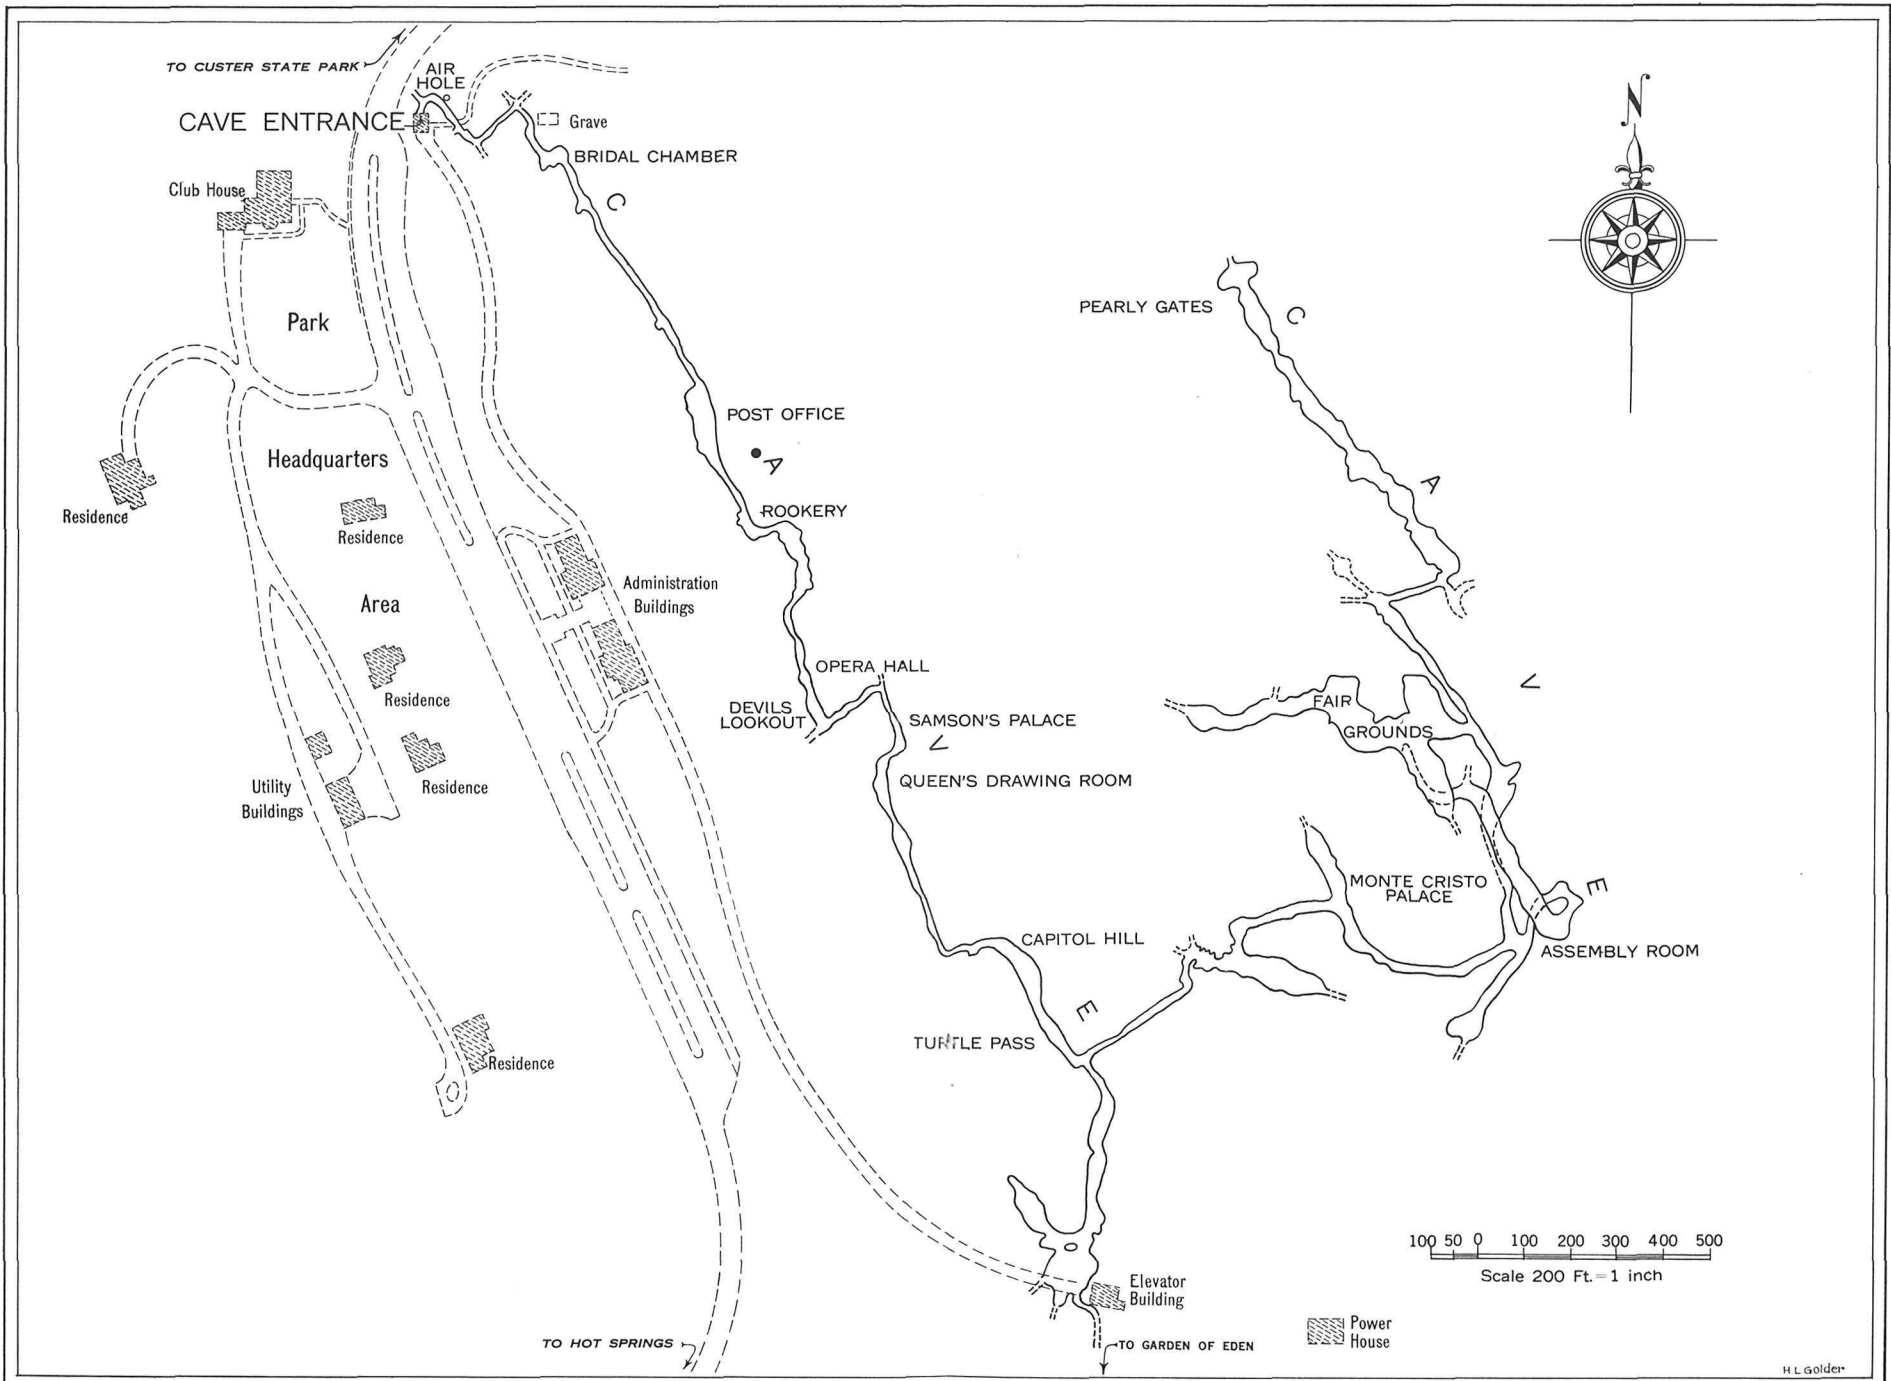 TO CUSTER STATE PARK
AIR
HOLE
N
CAVE ENTRANCE
Grave
BRIDAL CHAMBER
Club House
C
PEARLY GATES
C
Park
POST OFFICE
A
Headquarters
A
Residence
ROOKERY
Residence
Administration
Buildings
Area
OPERA HALL
V
Residence
FAIR
GROUNDS
DEVILS
LOOKOUT
SAMSON'S PALACE
V
QUEEN'S DRAWING ROOM
Utility
Buildings
Residence
MONTE CRISTO
PALACE
E
CAPITOL HILL
ASSEMBLY ROOM
E
TURTLE PASS
Residence
100 50 0 100 200 300 400 500
Scale 200 Ft. = 1 inch
Elevator
Building
Power
House
TO HOT SPRINGS
TO GARDEN OF EDEN
H L Golder